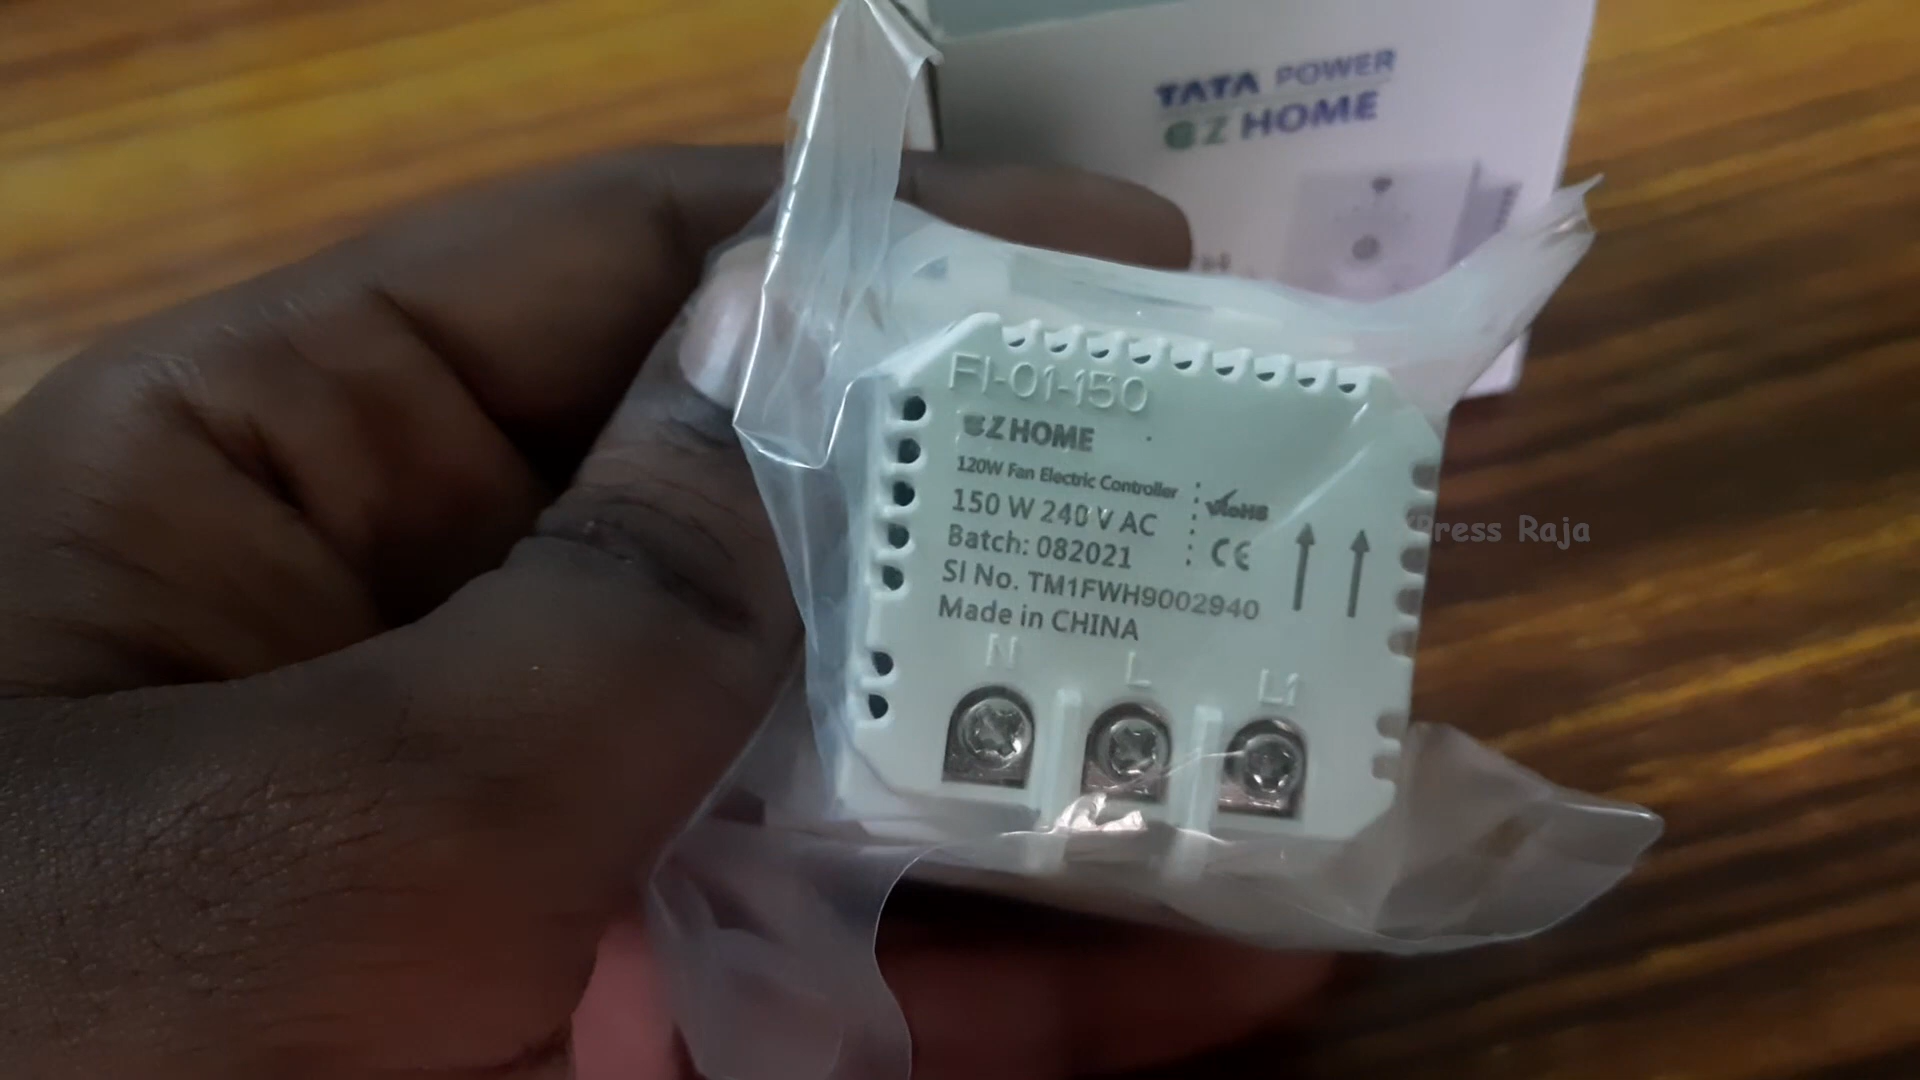 TATA POWER
EZ HOME
FI-01-150
EZ HOME
120W Fan Electric Controller
RoHS
150 W 240 V AC
CE
Batch: 082021
Sl No. TM1FWH9002940
Made in CHINA
N L L1
Press Raja